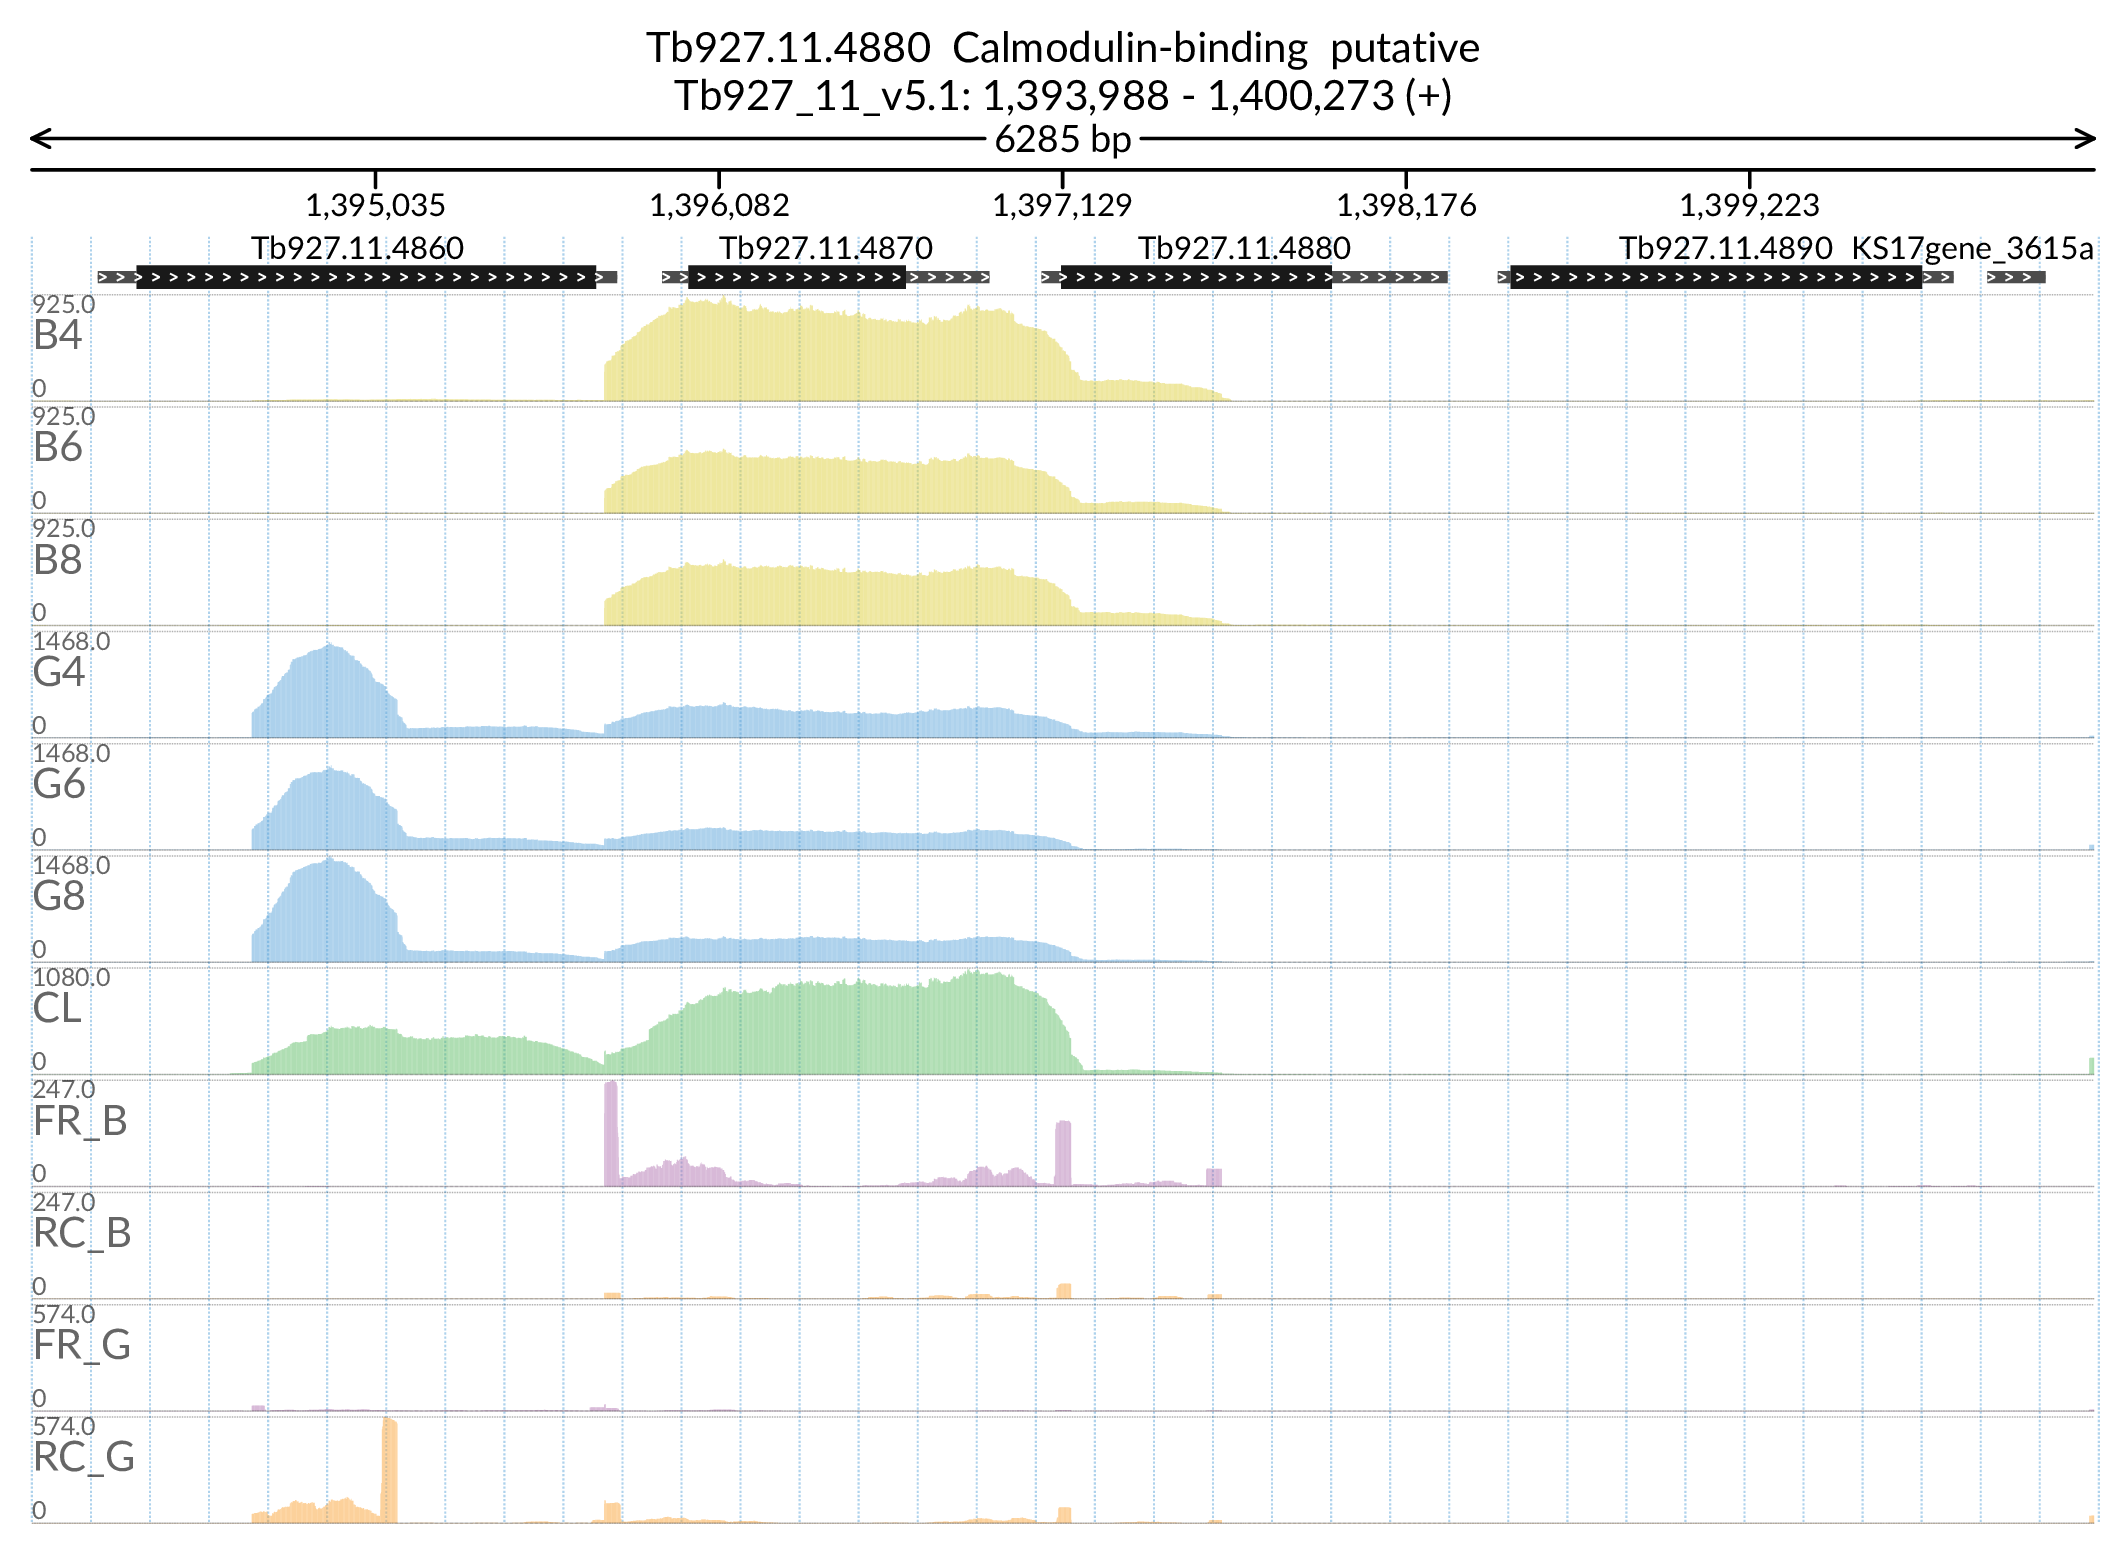 Tb927.11.4880 Calmodulin-binding putative
Tb927_11_v5.1: 1,393,988 - 1,400,273 (+)
6285 bp
1,395,035 1,396,082 1,397,129 1,398,176 1,399,223
Tb927.11.4860 Tb927.11.4870 Tb927.11.4880 Tb927.11.4890 KS17gene_3615a
925.0
B4
0
925.0
B6
0
925.0
B8
0
1468.0
G4
0
1468.0
G6
0
1468.0
G8
0
1080.0
CL
0
247.0
FR_B
0
247.0
RC_B
0
574.0
FR_G
0
574.0
RC_G
0